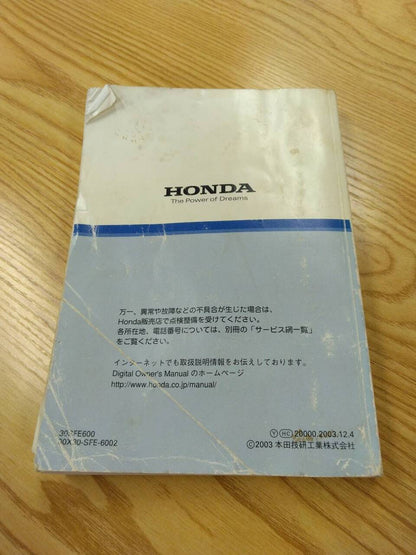 HONDA
The Power of Dreams
万一、異常や故障などの不具合が生じた場合は、
Honda販売店で点検整備を受けてください。
各所在地、電話番号については、別冊の「サービス網一覧」
をご覧ください。
インターネットでも取扱説明情報をお伝えしております。
Digital Owner's Manual のホームページ
http://www.honda.co.jp/manual/
30SFE600
00X30-SFE-6002
Ⓨ HC 20000.2003.12.4
©2003 本田技研工業株式会社